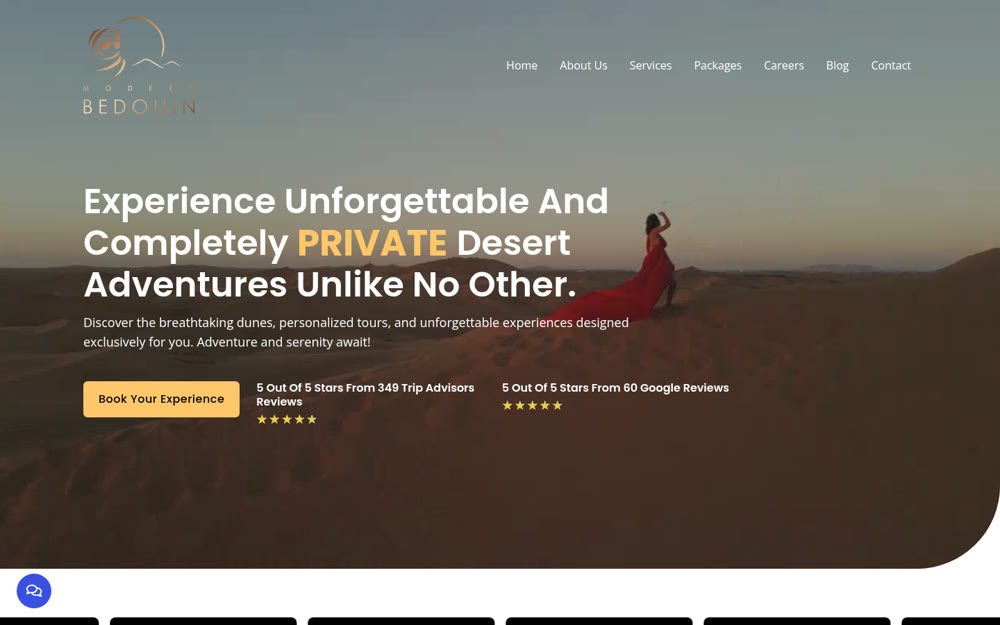 MODERN
BEDOUIN
Home About Us Services Packages Careers Blog Contact
Experience Unforgettable And
Completely PRIVATE Desert
Adventures Unlike No Other.
Discover the breathtaking dunes, personalized tours, and unforgettable experiences designed
exclusively for you. Adventure and serenity await!
Book Your Experience
5 Out Of 5 Stars From 349 Trip Advisors
Reviews
5 Out Of 5 Stars From 60 Google Reviews